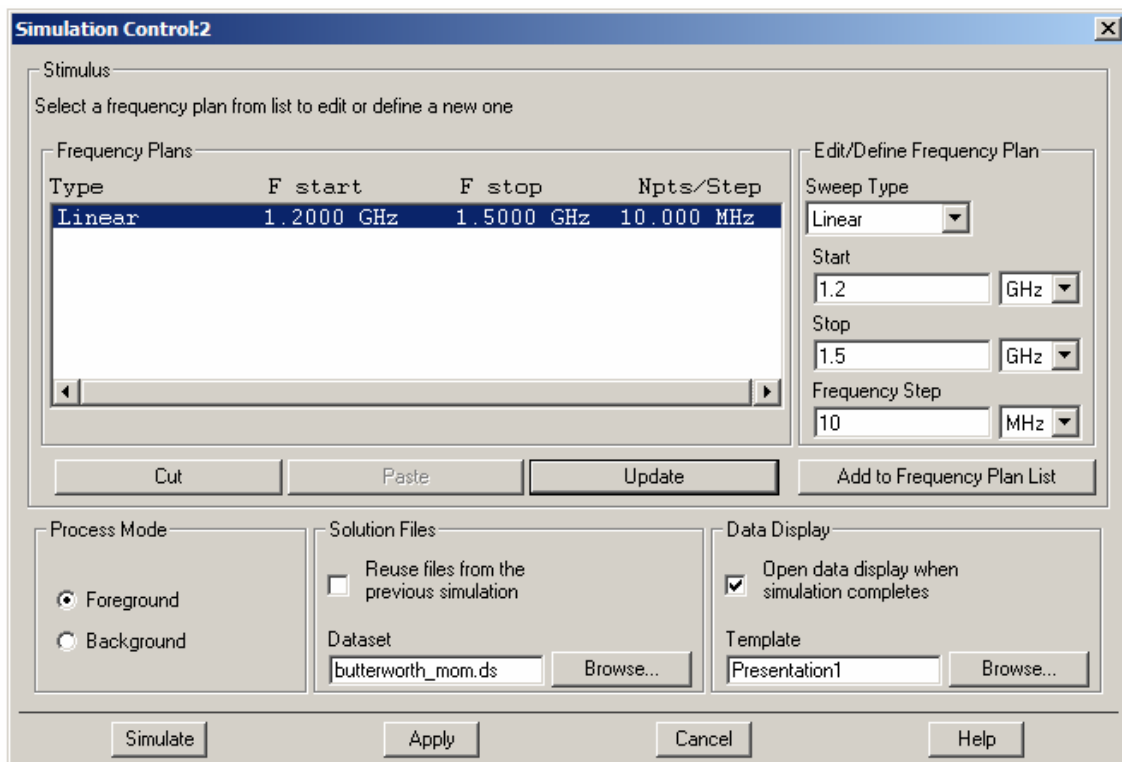 Simulation Control:2
Stimulus
Select a frequency plan from list to edit or define a new one
Frequency Plans
Type F start F stop Npts/Step
Linear 1.2000 GHz 1.5000 GHz 10.000 MHz
Cut Paste Update
Edit/Define Frequency Plan
Sweep Type
Linear
Start
1.2 GHz
Stop
1.5 GHz
Frequency Step
10 MHz
Add to Frequency Plan List
Process Mode
Foreground
Background
Solution Files
Reuse files from the
previous simulation
Dataset
butterworth_mom.ds Browse...
Data Display
Open data display when
simulation completes
Template
Presentation1 Browse...
Simulate Apply Cancel Help